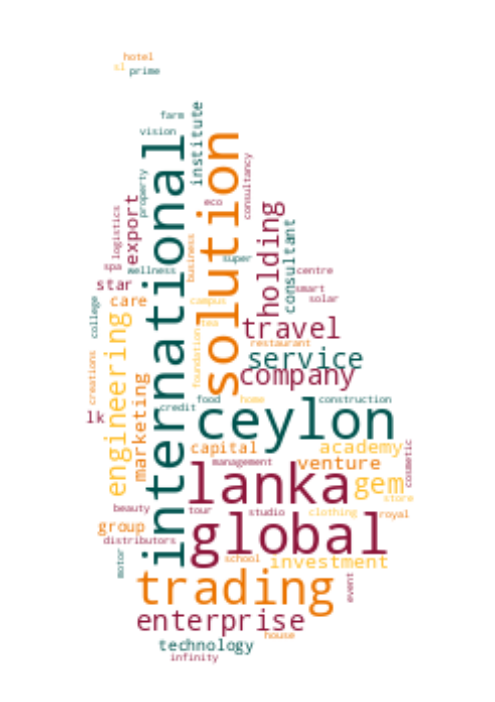 hotel
sl
prime
farm
vision
institute
international
solution
consultancy
property
eco
export
logistics
holding
consultant
business
super
spa
wellness
centre
star
smart
care
campus
solar
college
engineering
tea
travel
restaurant
service
foundation
creations
company
marketing
food
home
construction
credit
lk
ceylon
capital
academy
management
venture
cosmetic
lanka
gem
store
beauty
tour
studio
clothing
royal
group
global
distributors
school
investment
motor
event
trading
enterprise
house
technology
infinity